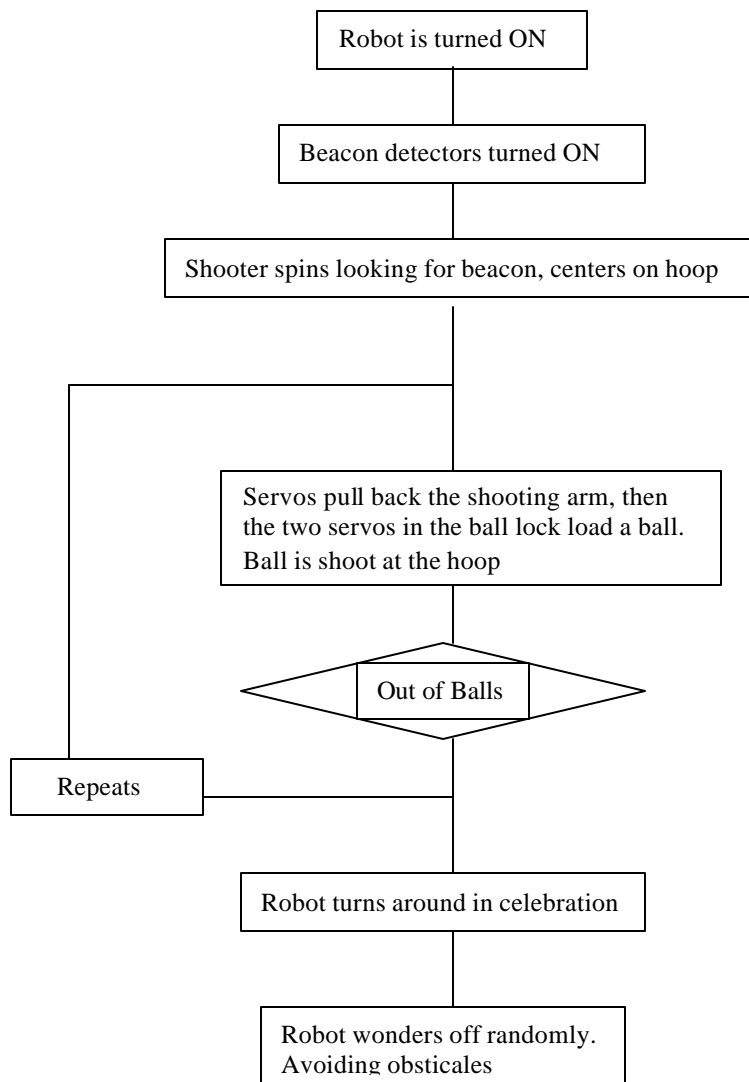 Robot is turned ON
Beacon detectors turned ON
Shooter spins looking for beacon, centers on hoop
Servos pull back the shooting arm, then
the two servos in the ball lock load a ball.
Ball is shoot at the hoop
Out of Balls
Repeats
Robot turns around in celebration
Robot wonders off randomly.
Avoiding obsticales